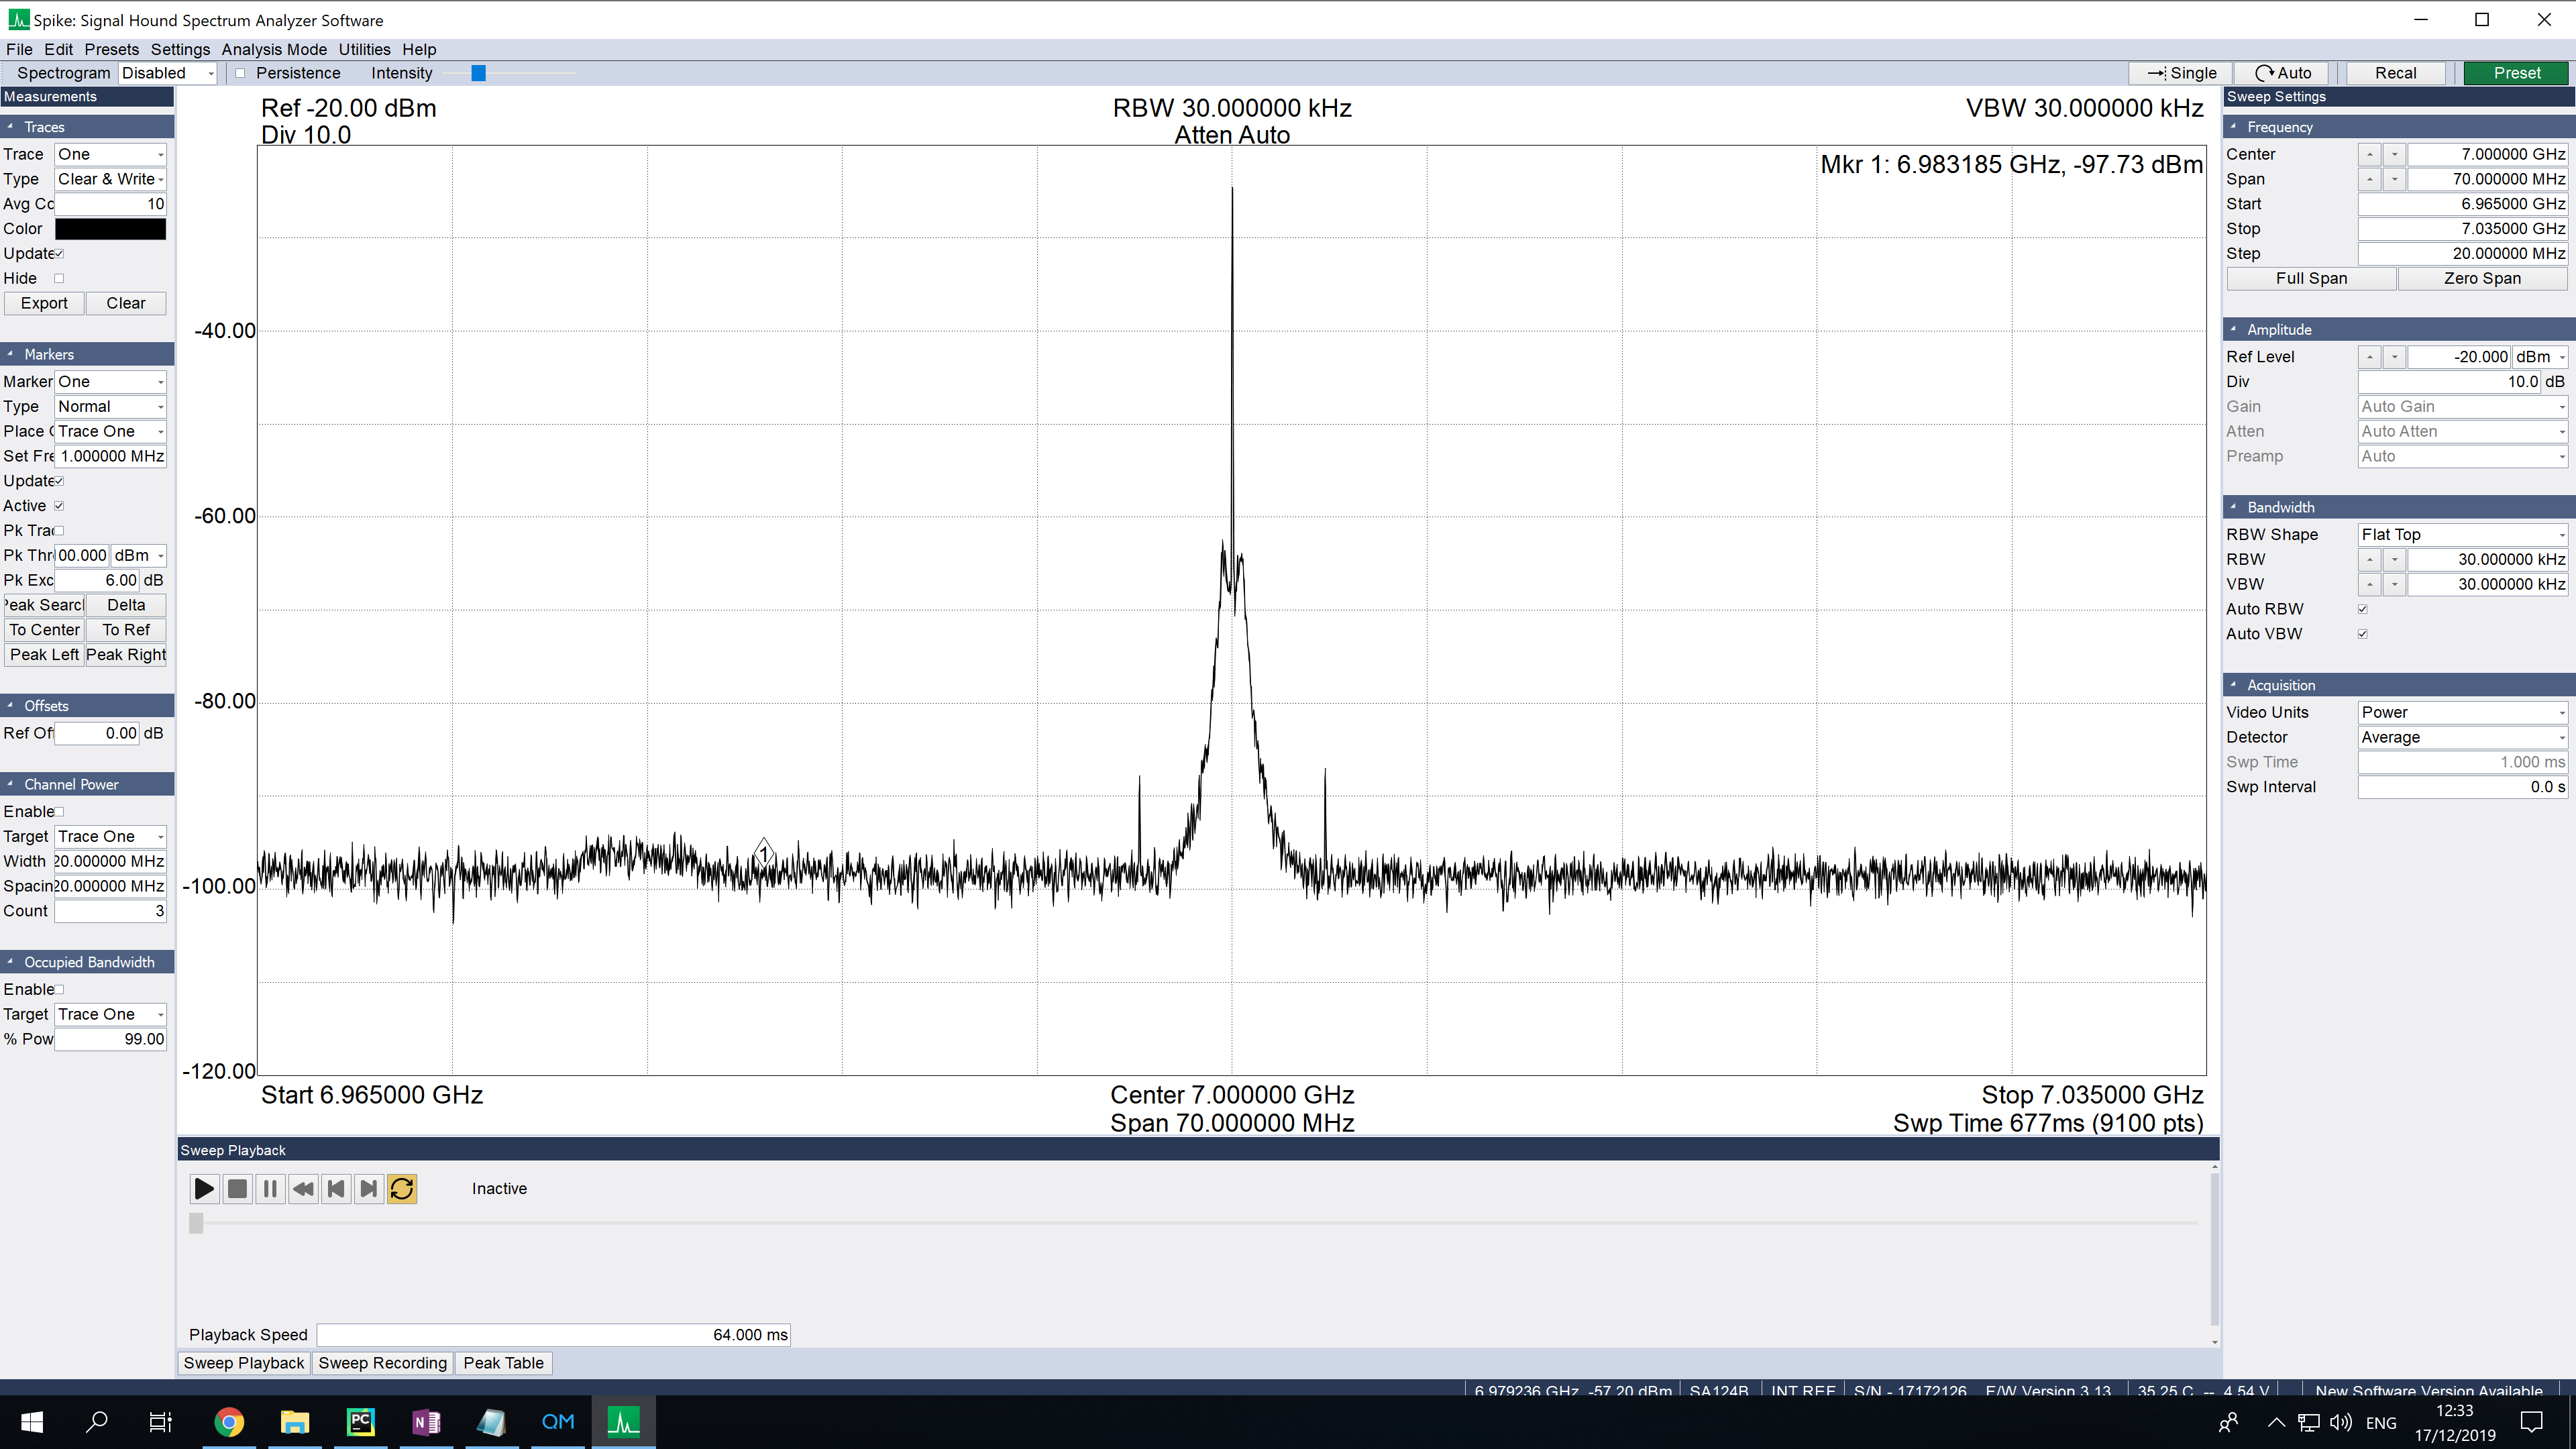 Spike: Signal Hound Spectrum Analyzer Software
File Edit Presets Settings Analysis Mode Utilities Help
Spectrogram Disabled Persistence Intensity Single Auto Recal Preset
Measurements
Traces
Trace One
Type Clear & Write
Avg Co 10
Color
Update
Hide
Export Clear
Markers
Marker One
Type Normal
Place Trace One
Set Fre 1.000000 MHz
Update
Active
Pk Tra
Pk Thr 00.000 dBm
Pk Exc 6.00 dB
Peak Search Delta
To Center To Ref
Peak Left Peak Right
Offsets
Ref Of 0.00 dB
Channel Power
Enable
Target Trace One
Width 20.000000 MHz
Spacin 20.000000 MHz
Count 3
Occupied Bandwidth
Enable
Target Trace One
% Pow 99.00
Ref -20.00 dBm
Div 10.0
RBW 30.000000 kHz
Atten Auto
VBW 30.000000 kHz
Mkr 1: 6.983185 GHz, -97.73 dBm
-40.00
-60.00
-80.00
-100.00
-120.00
1
Start 6.965000 GHz
Center 7.000000 GHz
Span 70.000000 MHz
Stop 7.035000 GHz
Swp Time 677ms (9100 pts)
Sweep Playback
Inactive
Playback Speed 64.000 ms
Sweep Playback Sweep Recording Peak Table
Sweep Settings
Frequency
Center 7.000000 GHz
Span 70.000000 MHz
Start 6.965000 GHz
Stop 7.035000 GHz
Step 20.000000 MHz
Full Span Zero Span
Amplitude
Ref Level -20.000 dBm
Div 10.0 dB
Gain Auto Gain
Atten Auto Atten
Preamp Auto
Bandwidth
RBW Shape Flat Top
RBW 30.000000 kHz
VBW 30.000000 kHz
Auto RBW
Auto VBW
Acquisition
Video Units Power
Detector Average
Swp Time 1.000 ms
Swp Interval 0.0 s
6.979236 GHz -57.20 dBm SA124B INT REF S/N - 17172126 F/W Version 3.13 35.25 C -- 4.54 V New Software Version Available
PC N QM ENG
12:33
17/12/2019